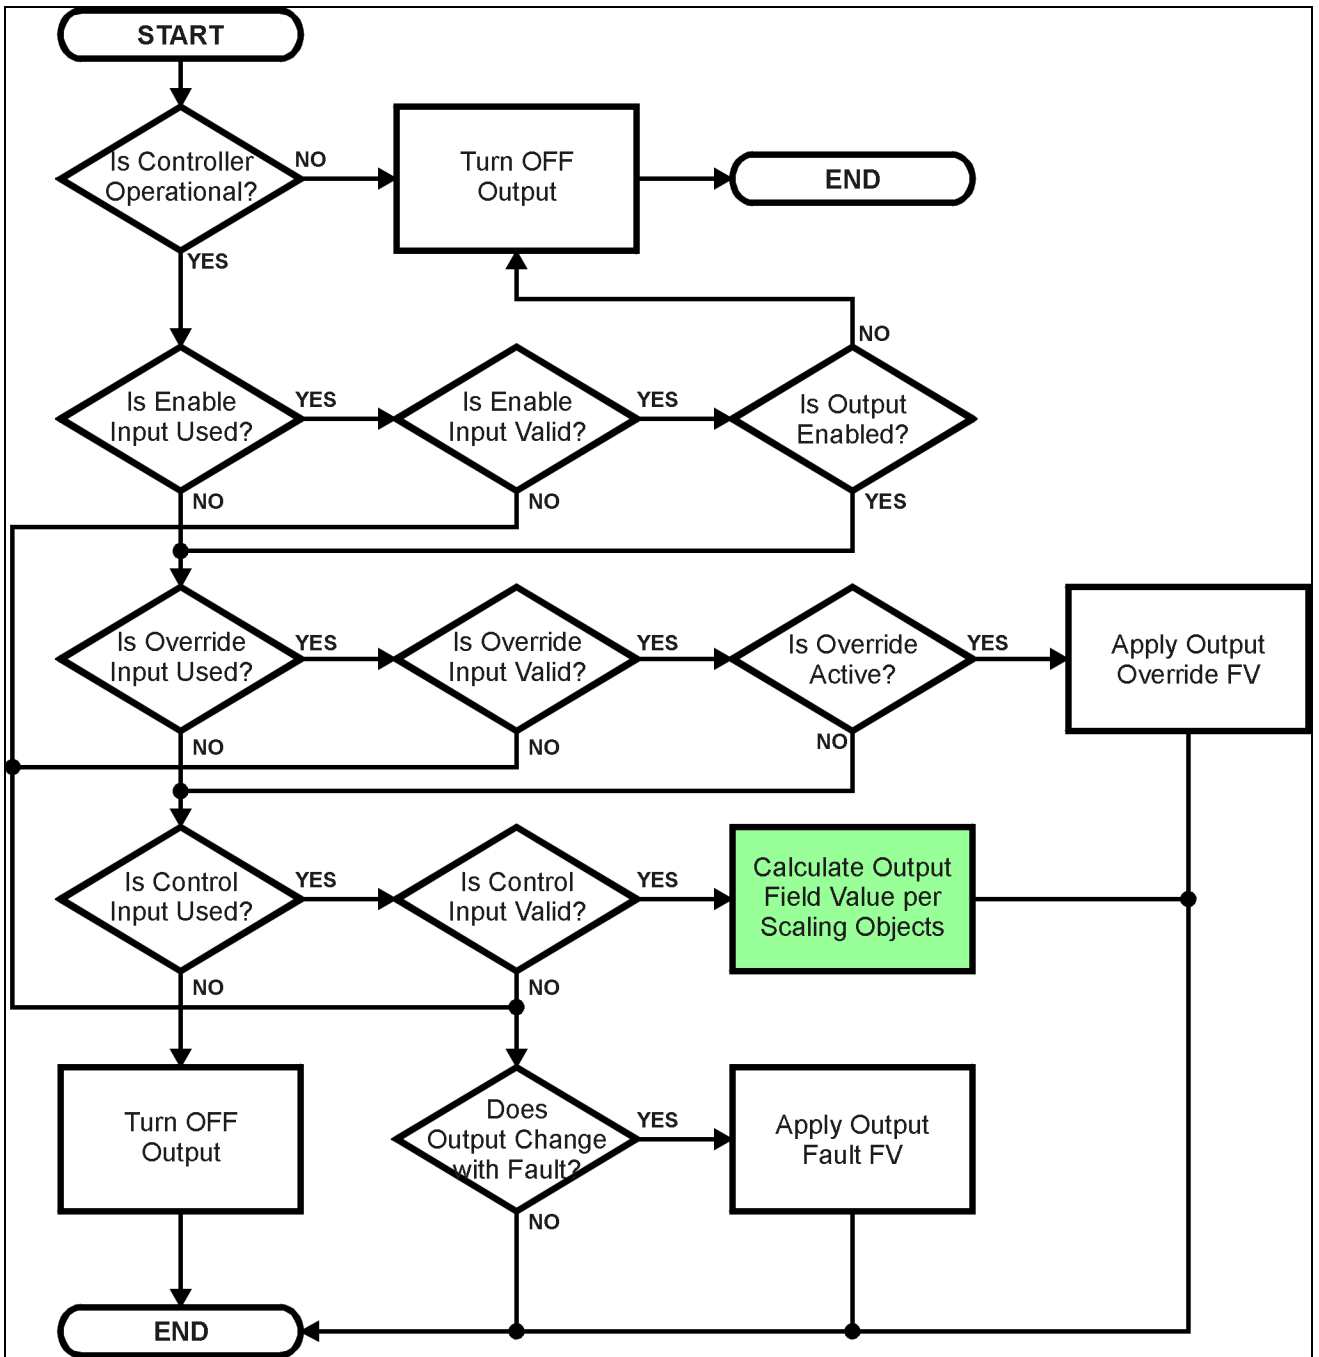 START
Is Controller
Operational?
NO
YES
Turn OFF
Output
END
Is Enable
Input Used?
YES
NO
Is Enable
Input Valid?
YES
NO
Is Output
Enabled?
NO
YES
Is Override
Input Used?
YES
NO
Is Override
Input Valid?
YES
NO
Is Override
Active?
YES
NO
Apply Output
Override FV
Is Control
Input Used?
YES
NO
Is Control
Input Valid?
YES
NO
Calculate Output
Field Value per
Scaling Objects
Turn OFF
Output
Does
Output Change
with Fault?
YES
NO
Apply Output
Fault FV
END